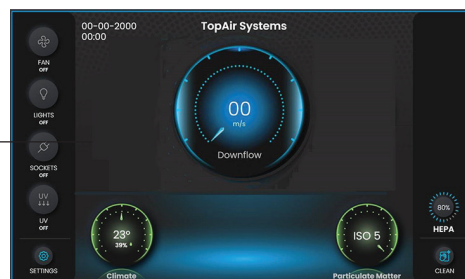 00-00-2000
00:00
TopAir Systems
FAN
OFF
LIGHTS
OFF
SOCKETS
OFF
UV
UV
OFF
SETTINGS
00
m/s
Downflow
23°
39%
Climate
ISO 5
Particulate Matter
80%
HEPA
CLEAN